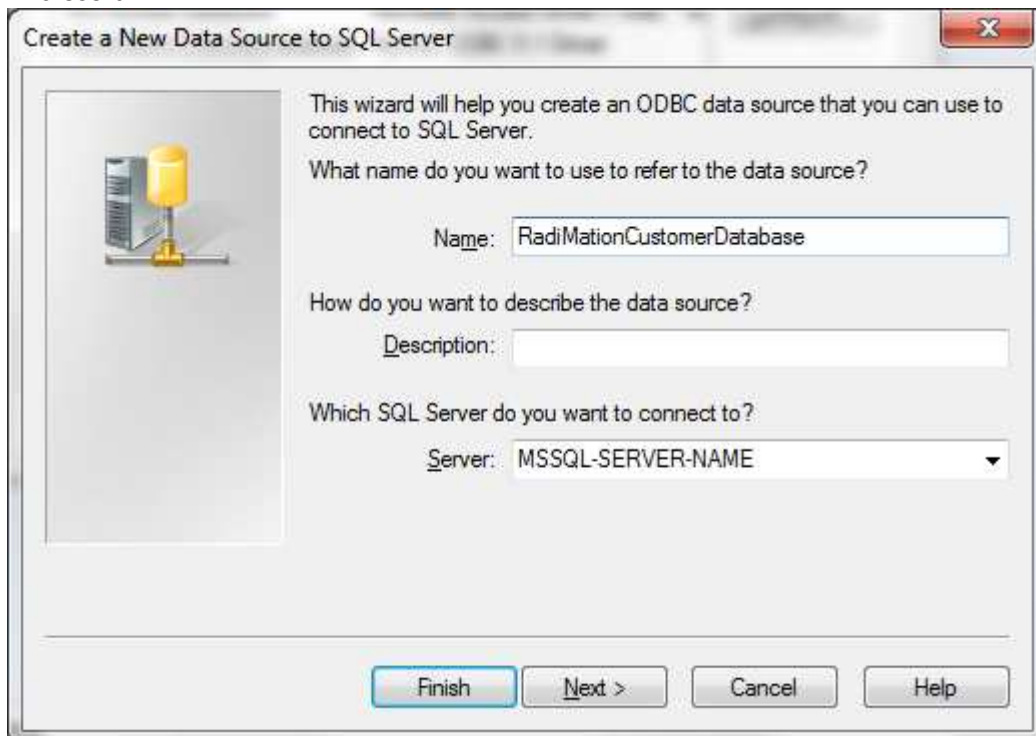 Create a New Data Source to SQL Server
This wizard will help you create an ODBC data source that you can use to
connect to SQL Server.
What name do you want to use to refer to the data source?
Name: RadiMationCustomerDatabase
How do you want to describe the data source?
Description:
Which SQL Server do you want to connect to?
Server: MSSQL-SERVER-NAME
Finish Next > Cancel Help